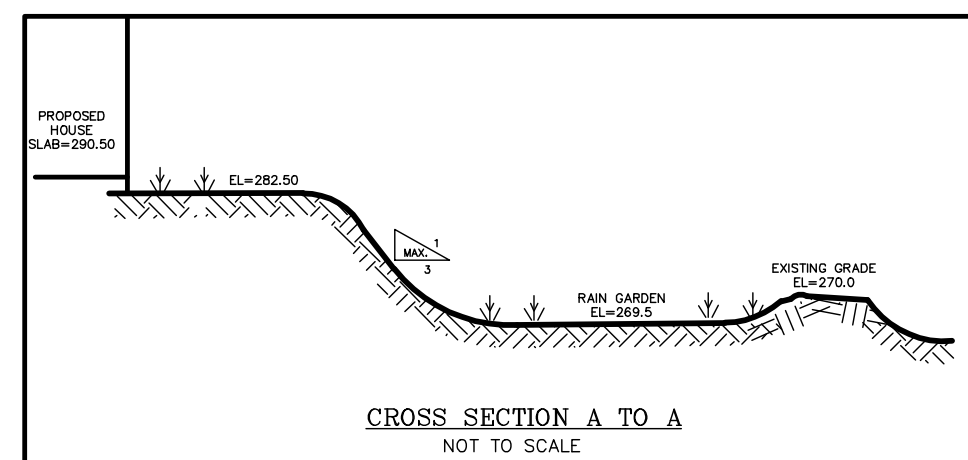 PROPOSED
HOUSE
SLAB=290.50
EL=282.50
1
MAX.
3
RAIN GARDEN
EL=269.5
EXISTING GRADE
EL=270.0
CROSS SECTION A TO A
NOT TO SCALE